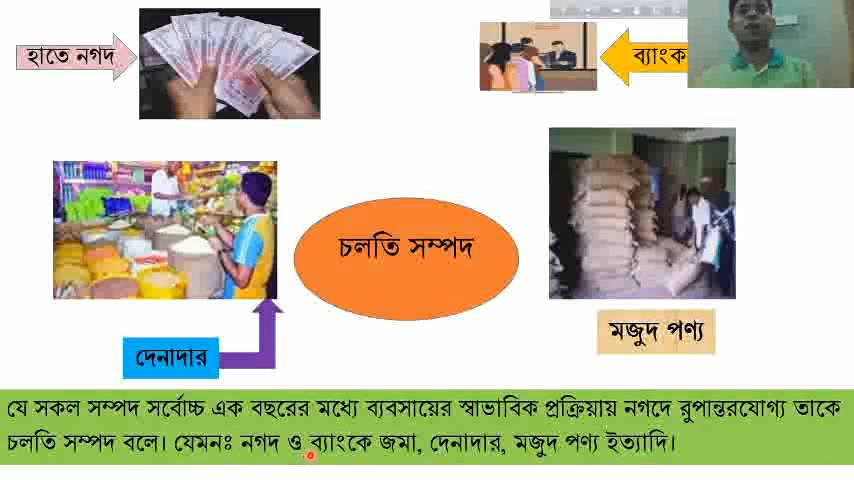 হাতে নগদ
ব্যাংক
চলতি সম্পদ
মজুদ পণ্য
দেনাদার
যে সকল সম্পদ সর্বোচ্চ এক বছরের মধ্যে ব্যবসায়ের স্বাভাবিক প্রক্রিয়ায় নগদে রুপান্তরযোগ্য তাকে
চলতি সম্পদ বলে। যেমনঃ নগদ ও ব্যাংকে জমা, দেনাদার, মজুদ পণ্য ইত্যাদি।